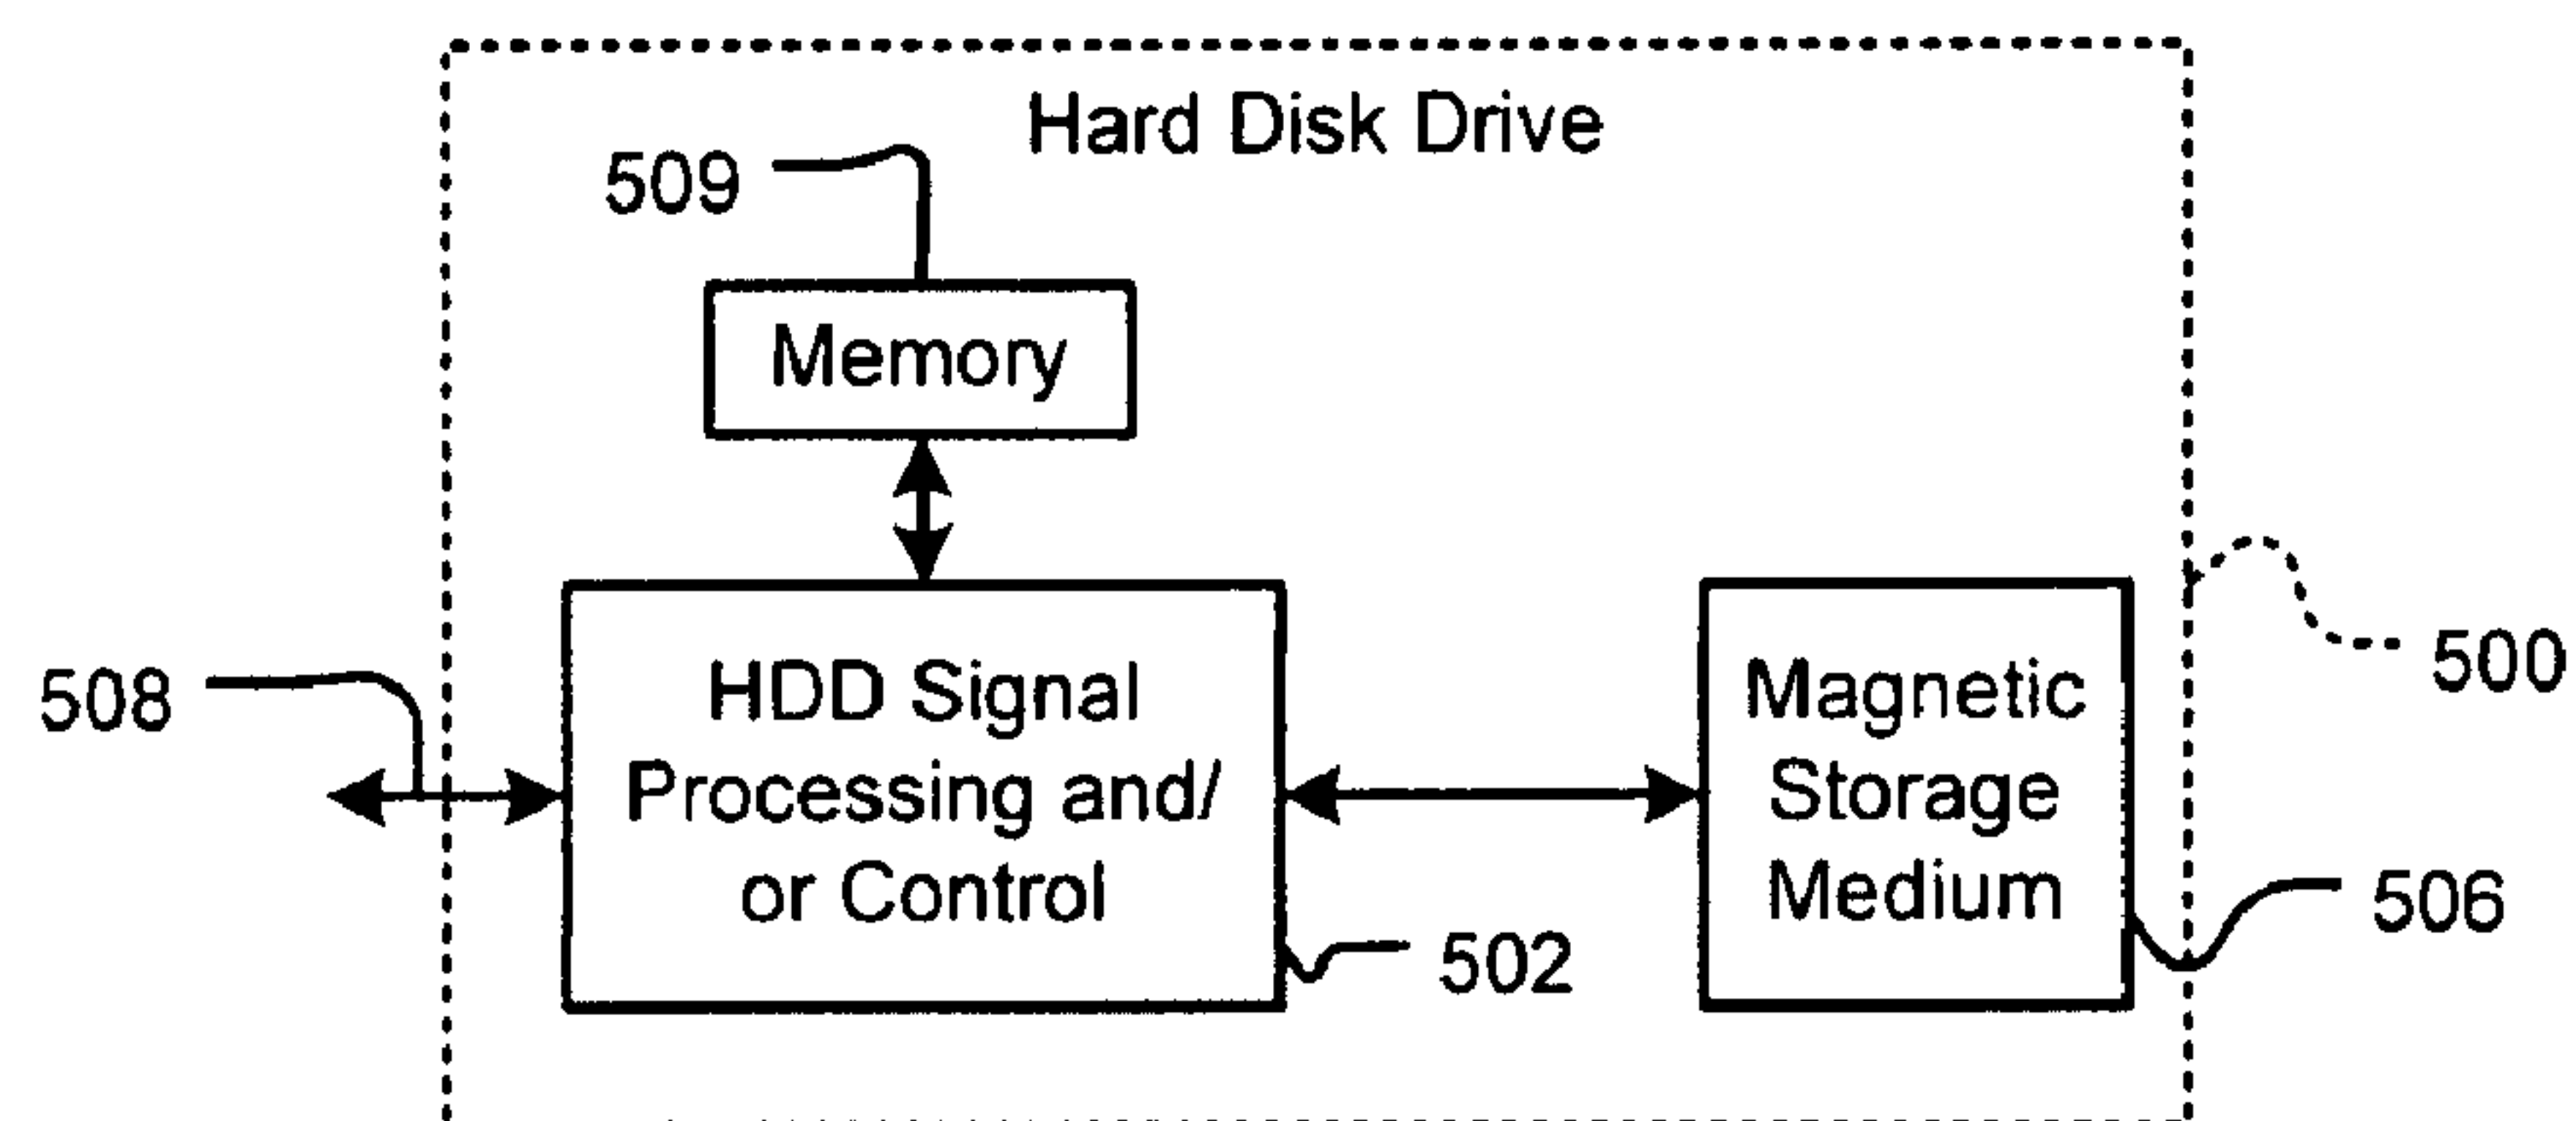 Hard Disk Drive
509
Memory
508
HDD Signal
Processing and/
or Control
502
Magnetic
Storage
Medium
500
506